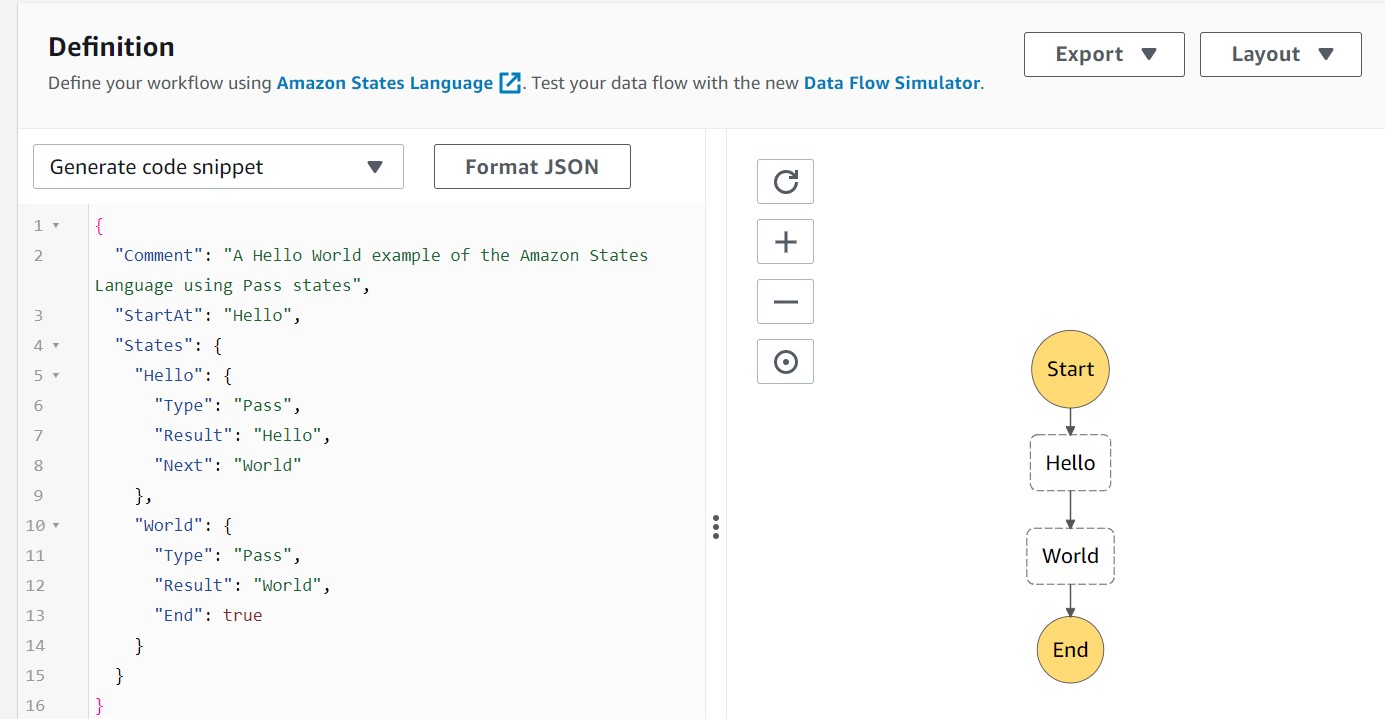 Definition
Export
Layout
Define your workflow using Amazon States Language. Test your data flow with the new Data Flow Simulator.
Generate code snippet
Format JSON
1 {
2 "Comment": "A Hello World example of the Amazon States
Language using Pass states",
3 "StartAt": "Hello",
4 "States": {
5 "Hello": {
6 "Type": "Pass",
7 "Result": "Hello",
8 "Next": "World"
9 },
10 "World": {
11 "Type": "Pass",
12 "Result": "World",
13 "End": true
14 }
15 }
16 }
Start
Hello
World
End